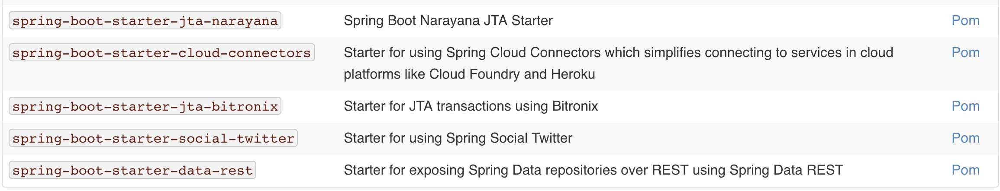 spring-boot-starter-jta-narayana Spring Boot Narayana JTA Starter Pom
spring-boot-starter-cloud-connectors Starter for using Spring Cloud Connectors which simplifies connecting to services in cloud Pom
platforms like Cloud Foundry and Heroku
spring-boot-starter-jta-bitronix Starter for JTA transactions using Bitronix Pom
spring-boot-starter-social-twitter Starter for using Spring Social Twitter Pom
spring-boot-starter-data-rest Starter for exposing Spring Data repositories over REST using Spring Data REST Pom